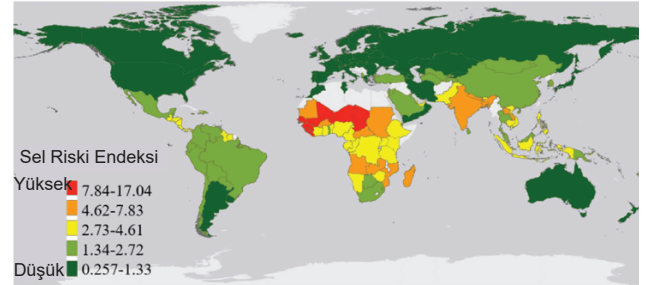 Sel Riski Endeksi
Yüksek
7.84-17.04
4.62-7.83
2.73-4.61
1.34-2.72
Düşük 0.257-1.33